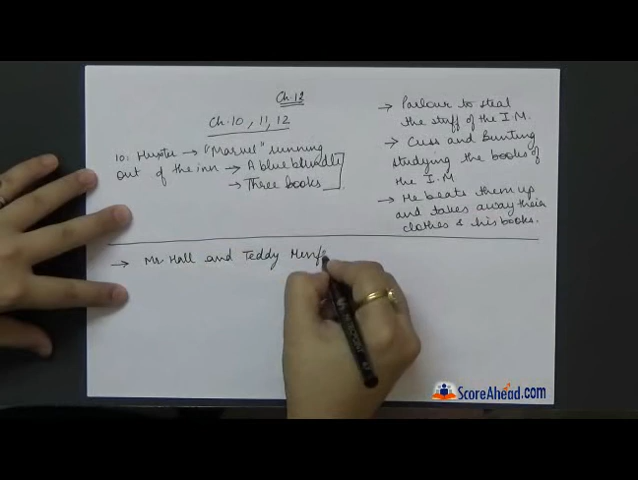 Ch.12
Ch.10, 11, 12
10: Huxter → "Marvel" running
out of the inn → A blue bundle
→ Three books
→ Parlour to steal
the stuff of the I.M.
→ Cuss and Bunting
studying the books of
the I.M
→ He beats them up
and takes away their
clothes & his books.
→ Mr Hall and Teddy Henf
ScoreAhead.com